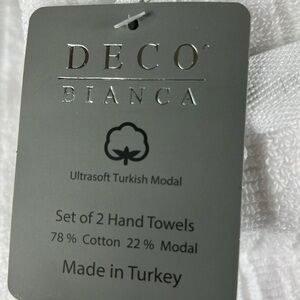 DECO
BIANCA
Ultrasoft Turkish Modal
Set of 2 Hand Towels
78 % Cotton 22 % Modal
Made in Turkey